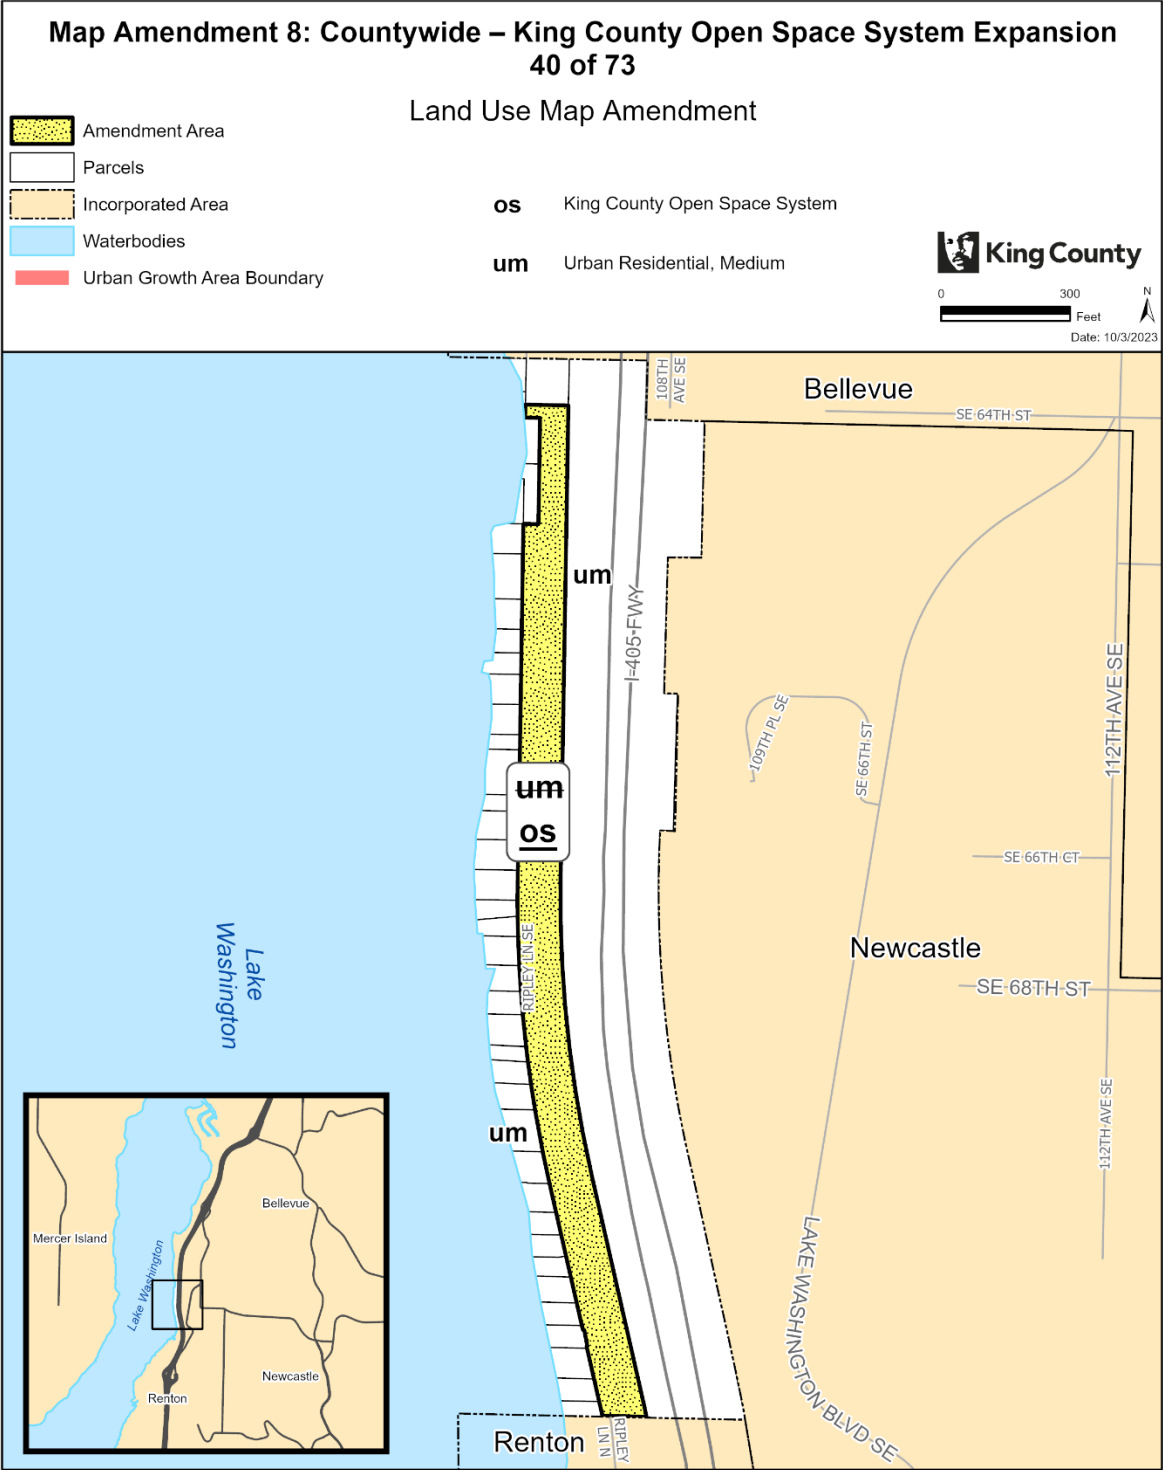 Map Amendment 8: Countywide – King County Open Space System Expansion
40 of 73
Land Use Map Amendment
Amendment Area
Parcels
Incorporated Area
Waterbodies
Urban Growth Area Boundary
os King County Open Space System
um Urban Residential, Medium
King County
0 300
Feet
N
Date: 10/3/2023
108TH
AVE SE
Bellevue
SE 64TH ST
um
I-405 FWY
112TH AVE SE
109TH PL SE
SE 66TH ST
um
os
SE 66TH CT
Lake
Washington
RIPLEY LN SE
Newcastle
SE 68TH ST
112TH AVE SE
um
LAKE WASHINGTON BLVD SE
Renton
RIPLEY
LN N
Mercer Island
Bellevue
Lake Washington
Newcastle
Renton